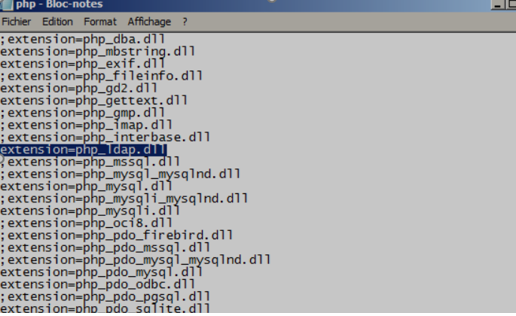 php - Bloc-notes
Fichier Edition Format Affichage ?
;extension=php_dba.dll
;extension=php_mbstring.dll
;extension=php_exif.dll
;extension=php_fileinfo.dll
extension=php_gd2.dll
extension=php_gettext.dll
;extension=php_gmp.dll
;extension=php_imap.dll
;extension=php_interbase.dll
extension=php_ldap.dll
;extension=php_mssql.dll
;extension=php_mysql_mysqlnd.dll
extension=php_mysql.dll
;extension=php_mysqli_mysqlnd.dll
extension=php_mysqli.dll
;extension=php_oci8.dll
;extension=php_pdo_firebird.dll
;extension=php_pdo_mssql.dll
;extension=php_pdo_mysql_mysqlnd.dll
extension=php_pdo_mysql.dll
extension=php_pdo_odbc.dll
;extension=php_pdo_pgsql.dll
extension=php_pdo_sqlite.dll